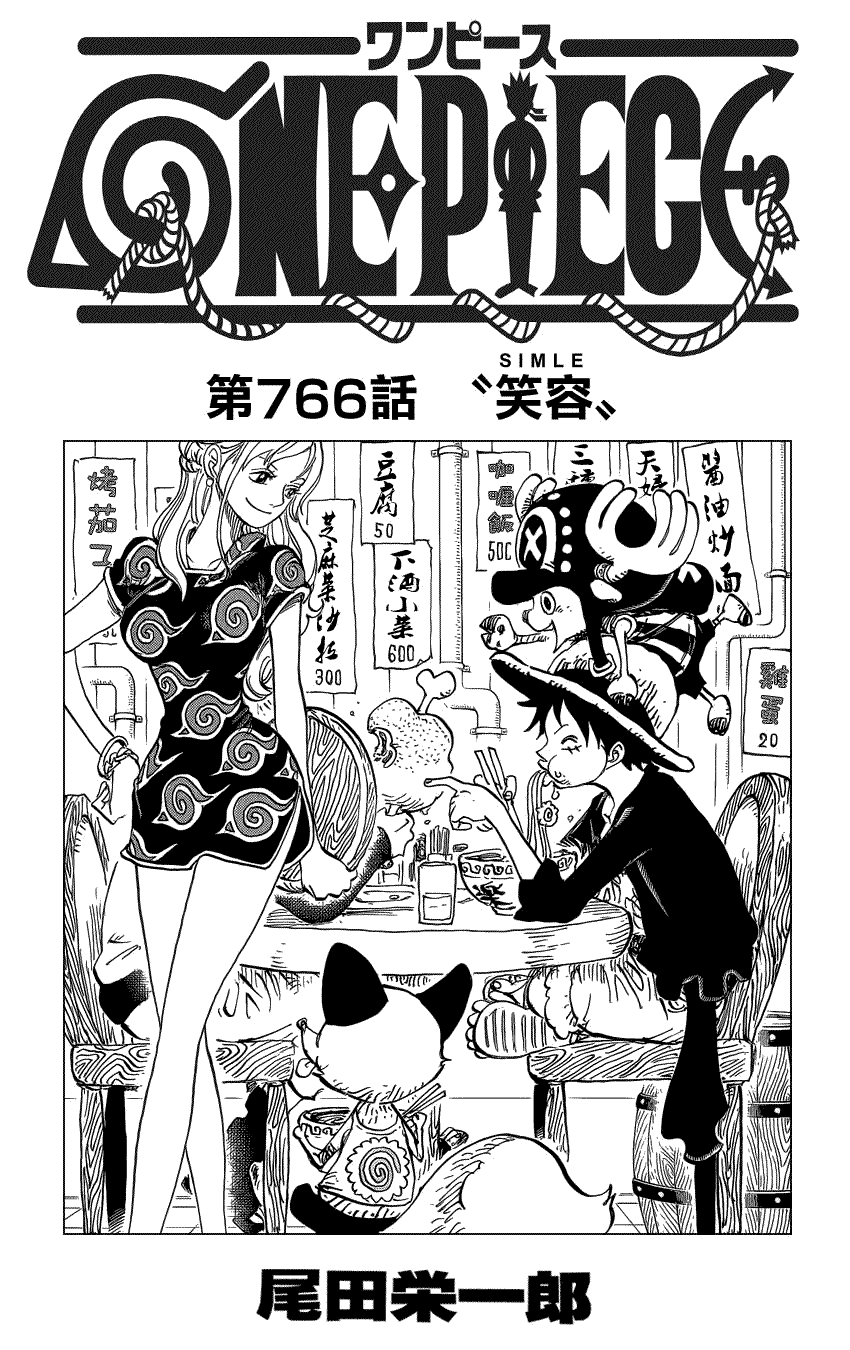 ワンピース
ONE PIECE
SIMLE
第766話 〝笑容〟
烤茄子
芝麻菜沙拉
300
豆腐
50
下酒小菜
600
咖喱飯
500
三
天婦
醬油炒面
雞蛋
20
尾田栄一郎